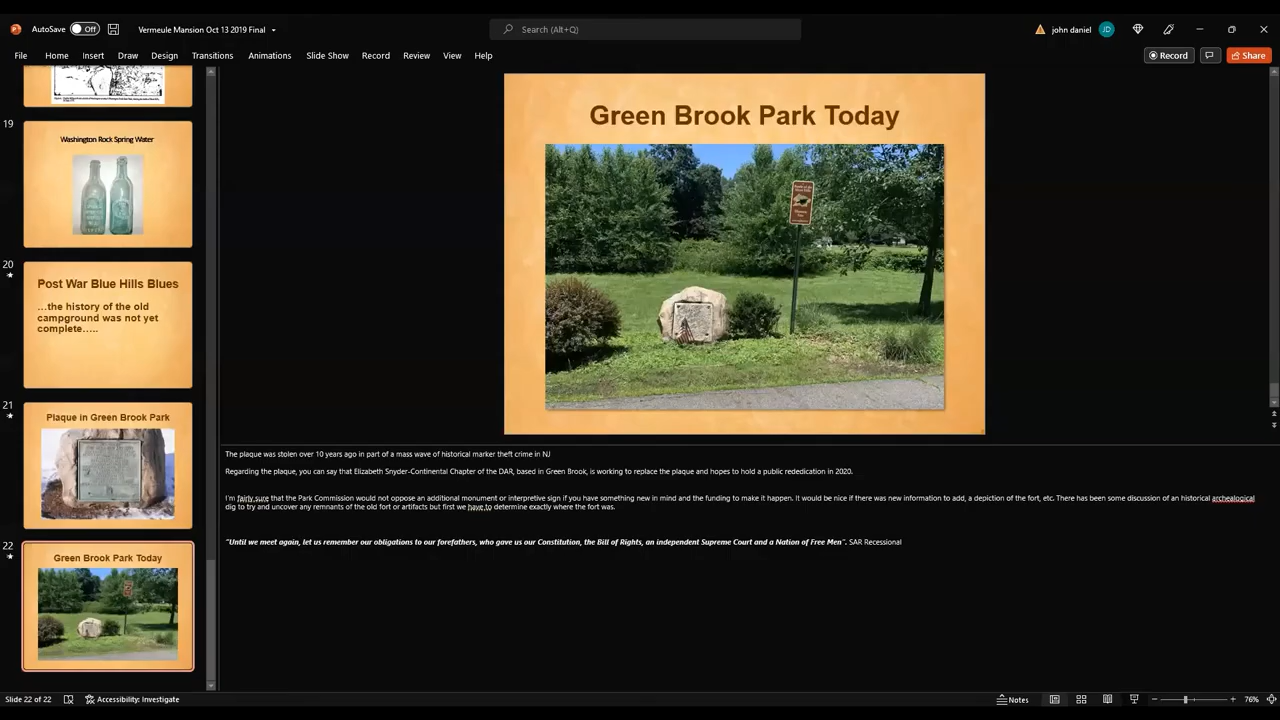 AutoSave
Off
Vermeule Mansion Oct 13 2019 Final
Search (Alt+Q)
john daniel
JD
File
Home
Insert
Draw
Design
Transitions
Animations
Slide Show
Record
Review
View
Help
Record
Share
19
Washington Rock Spring Water
20
Post War Blue Hills Blues
…the history of the old
campground was not yet
complete…..
21
Plaque in Green Brook Park
22
Green Brook Park Today
Green Brook Park Today
The plaque was stolen over 10 years ago in part of a mass wave of historical marker theft crime in NJ
Regarding the plaque, you can say that Elizabeth Snyder-Continental Chapter of the DAR, based in Green Brook, is working to replace the plaque and hopes to hold a public rededication in 2020.
I'm fairly sure that the Park Commission would not oppose an additional monument or interpretive sign if you have something new in mind and the funding to make it happen. It would be nice if there was new information to add, a depiction of the fort, etc. There has been some discussion of an historical archealogical
dig to try and uncover any remnants of the old fort or artifacts but first we have to determine exactly where the fort was.
"Until we meet again, let us remember our obligations to our forefathers, who gave us our Constitution, the Bill of Rights, an independent Supreme Court and a Nation of Free Men". SAR Recessional
Slide 22 of 22
Accessibility: Investigate
Notes
76%